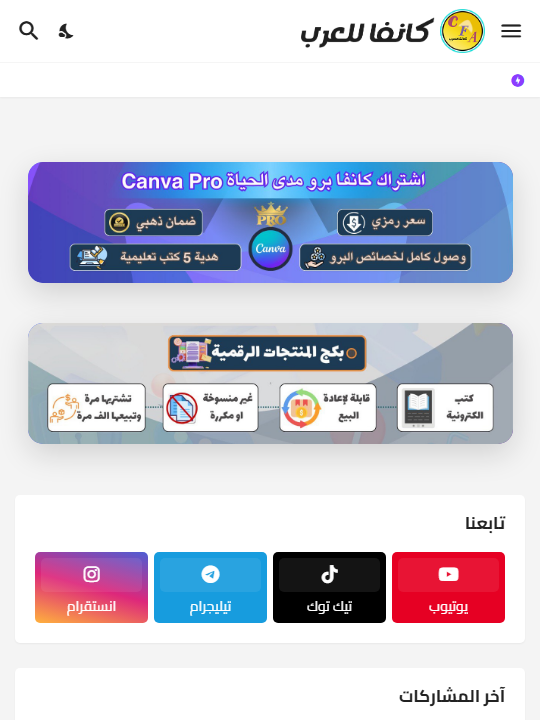 كانفا للعرب
CFA
اشتراك كانفا برو مدى الحياة Canva Pro
سعر رمزي
PRO
ضمان ذهبي
وصول كامل لخصائص البرو
Canva
هدية 5 كتب تعليمية
بكج المنتجات الرقمية
كتب الكترونية
قابلة لإعادة البيع
غير منسوخة او مكررة
تشتريها مرة وتبيعها الف مرة
تابعنا
يوتيوب
تيك توك
تيليجرام
انستقرام
آخر المشاركات